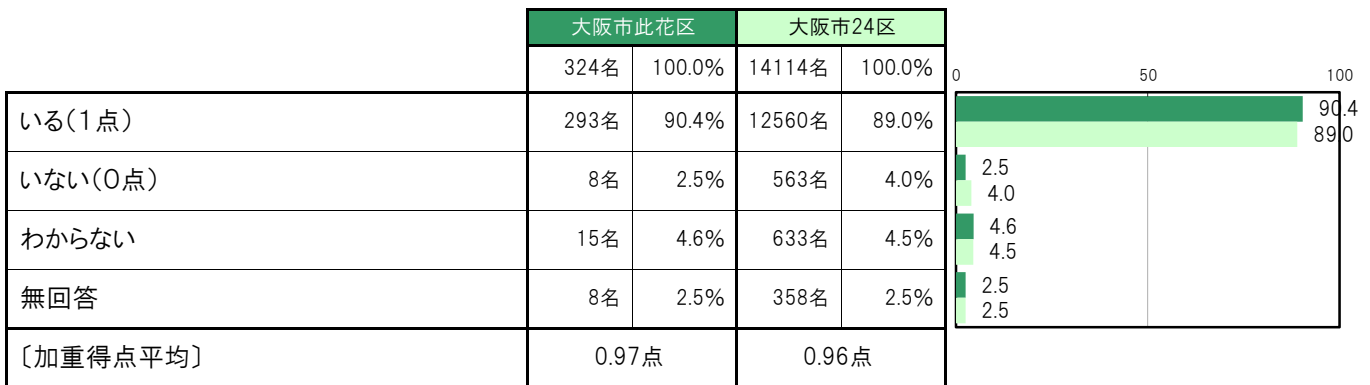 大阪市此花区 大阪市24区
324名 100.0% 14114名 100.0%
0 50 100
いる(1点) 293名 90.4% 12560名 89.0%
90.4
89.0
いない(0点) 8名 2.5% 563名 4.0%
2.5
4.0
わからない 15名 4.6% 633名 4.5%
4.6
4.5
無回答 8名 2.5% 358名 2.5%
2.5
2.5
〔加重得点平均〕 0.97点 0.96点